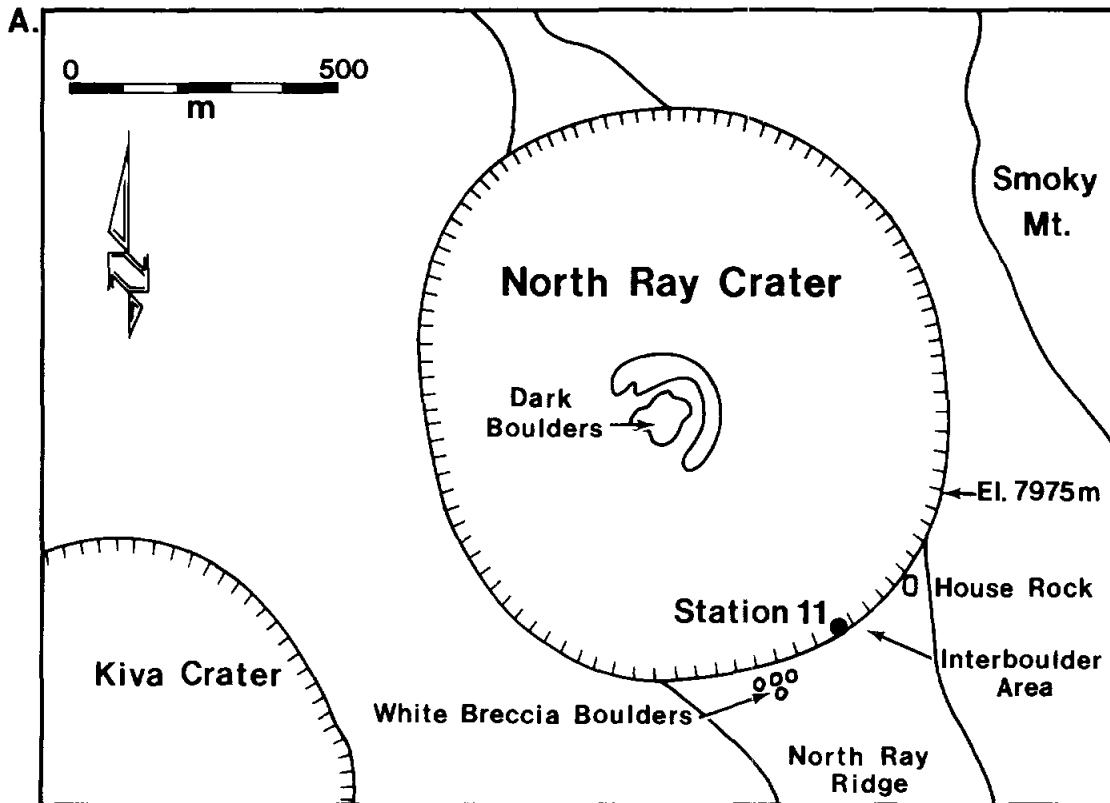 A.
0 500
m
N
Smoky
Mt.
North Ray Crater
Dark
Boulders
El. 7975m
House Rock
Station 11
Interboulder
Area
Kiva Crater
White Breccia Boulders
North Ray
Ridge